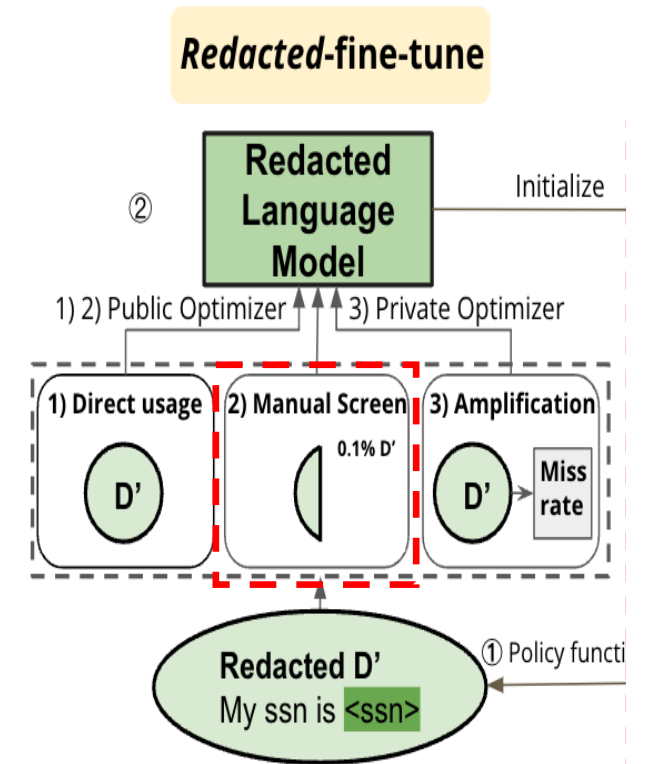 Redacted-fine-tune
Redacted
Language
Model
②
Initialize
1) 2) Public Optimizer
3) Private Optimizer
1) Direct usage
D’
2) Manual Screen
0.1% D’
3) Amplification
D’
Miss
rate
Redacted D’
My ssn is <ssn>
① Policy functi